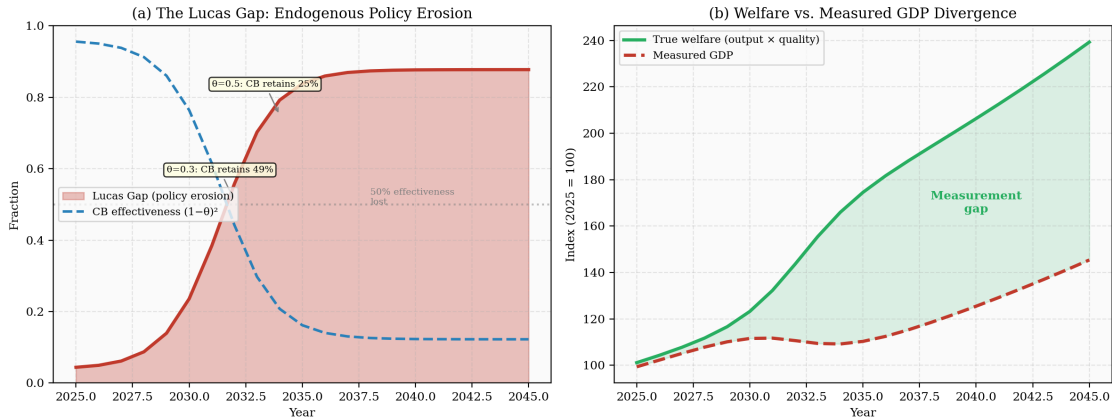 (a) The Lucas Gap: Endogenous Policy Erosion
1.0
0.8
0.6
0.4
0.2
0.0
Fraction
θ=0.5: CB retains 25%
θ=0.3: CB retains 49%
Lucas Gap (policy erosion)
CB effectiveness (1−θ)²
50% effectiveness
lost
2025.0 2027.5 2030.0 2032.5 2035.0 2037.5 2040.0 2042.5 2045.0
Year
(b) Welfare vs. Measured GDP Divergence
240
220
200
180
160
140
120
100
Index (2025 = 100)
True welfare (output × quality)
Measured GDP
Measurement
gap
2025.0 2027.5 2030.0 2032.5 2035.0 2037.5 2040.0 2042.5 2045.0
Year